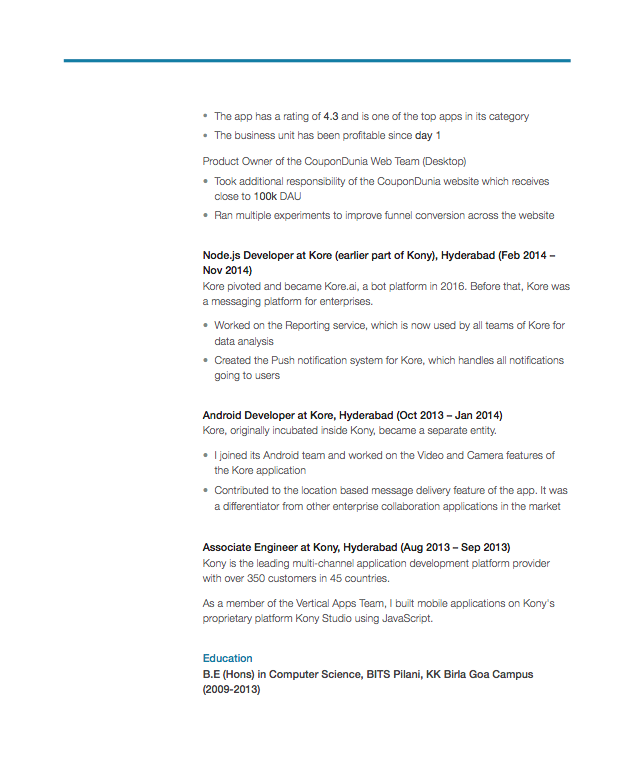 • The app has a rating of 4.3 and is one of the top apps in its category
• The business unit has been profitable since day 1
Product Owner of the CouponDunia Web Team (Desktop)
• Took additional responsibility of the CouponDunia website which receives
close to 100k DAU
• Ran multiple experiments to improve funnel conversion across the website
Node.js Developer at Kore (earlier part of Kony), Hyderabad (Feb 2014 –
Nov 2014)
Kore pivoted and became Kore.ai, a bot platform in 2016. Before that, Kore was
a messaging platform for enterprises.
• Worked on the Reporting service, which is now used by all teams of Kore for
data analysis
• Created the Push notification system for Kore, which handles all notifications
going to users
Android Developer at Kore, Hyderabad (Oct 2013 – Jan 2014)
Kore, originally incubated inside Kony, became a separate entity.
• I joined its Android team and worked on the Video and Camera features of
the Kore application
• Contributed to the location based message delivery feature of the app. It was
a differentiator from other enterprise collaboration applications in the market
Associate Engineer at Kony, Hyderabad (Aug 2013 – Sep 2013)
Kony is the leading multi-channel application development platform provider
with over 350 customers in 45 countries.
As a member of the Vertical Apps Team, I built mobile applications on Kony's
proprietary platform Kony Studio using JavaScript.
Education
B.E (Hons) in Computer Science, BITS Pilani, KK Birla Goa Campus
(2009-2013)